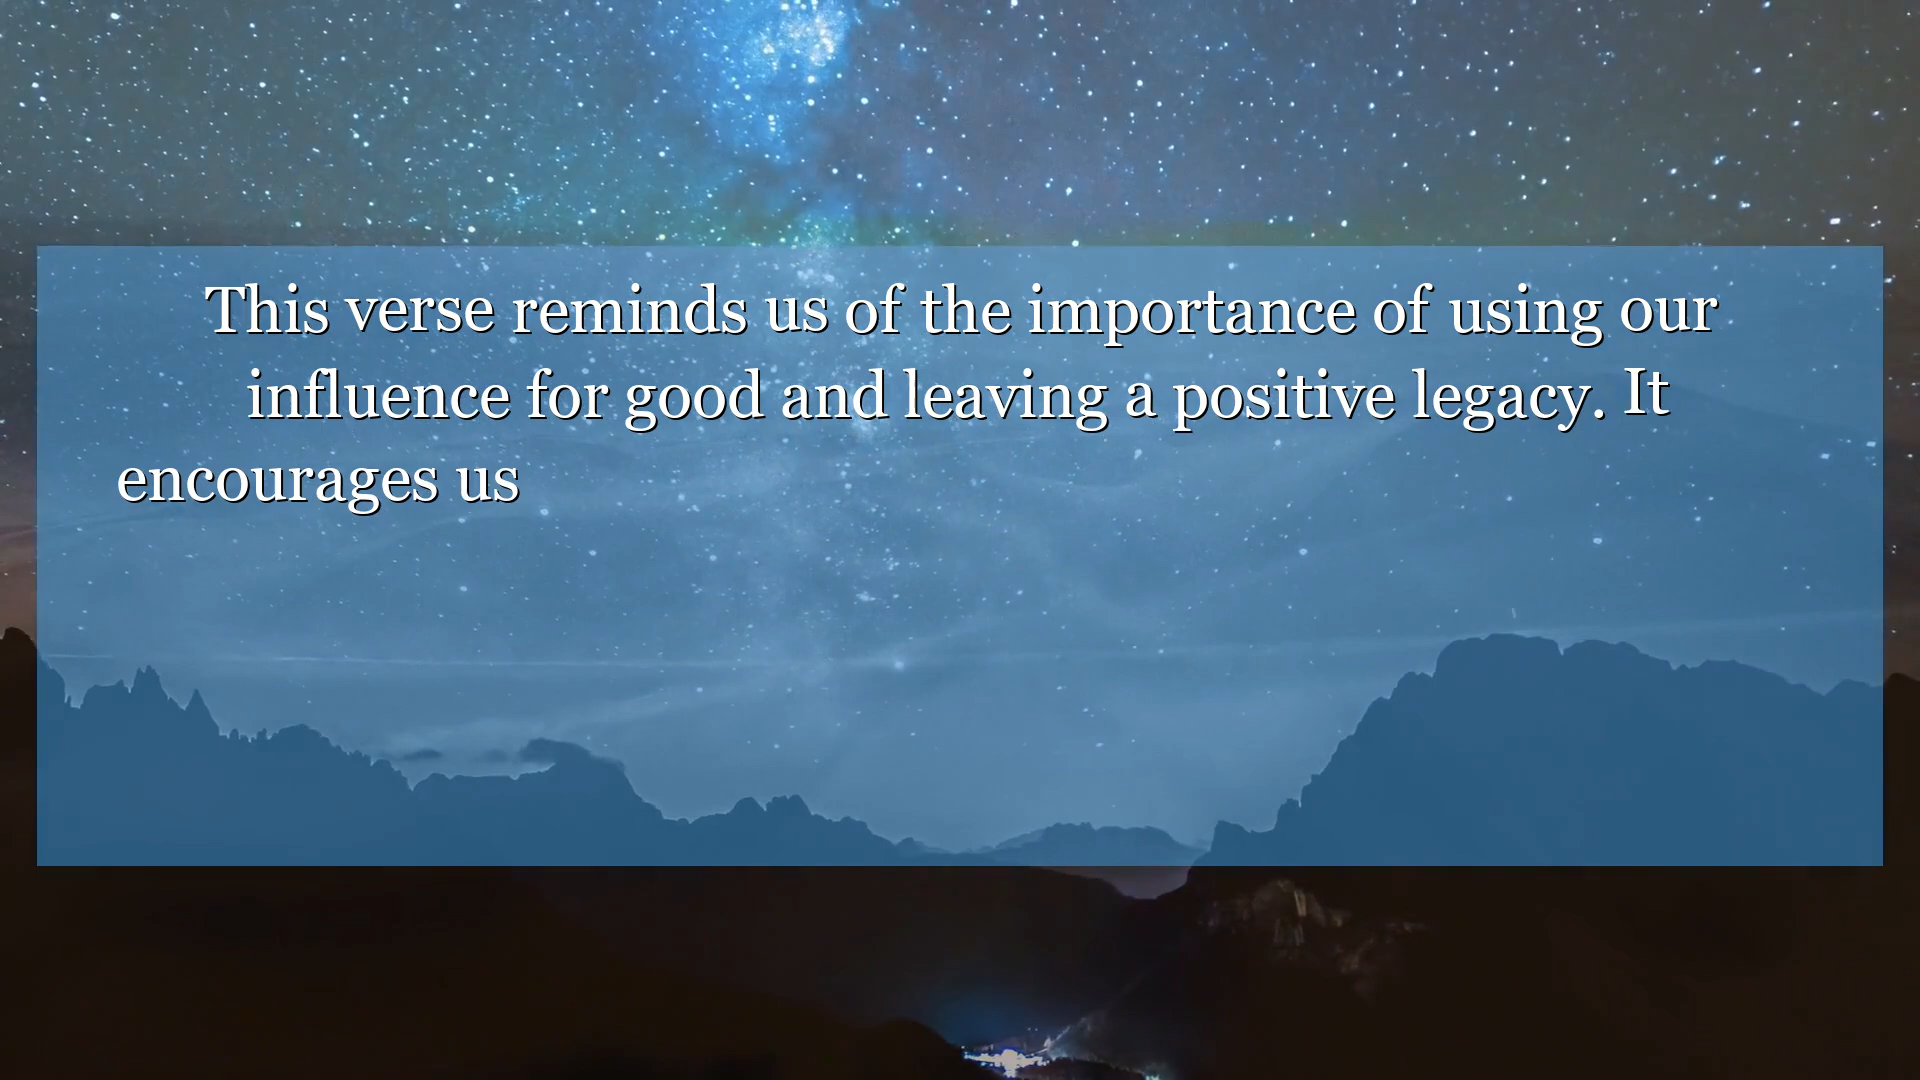 This verse reminds us of the importance of using our
influence for good and leaving a positive legacy. It
encourages us